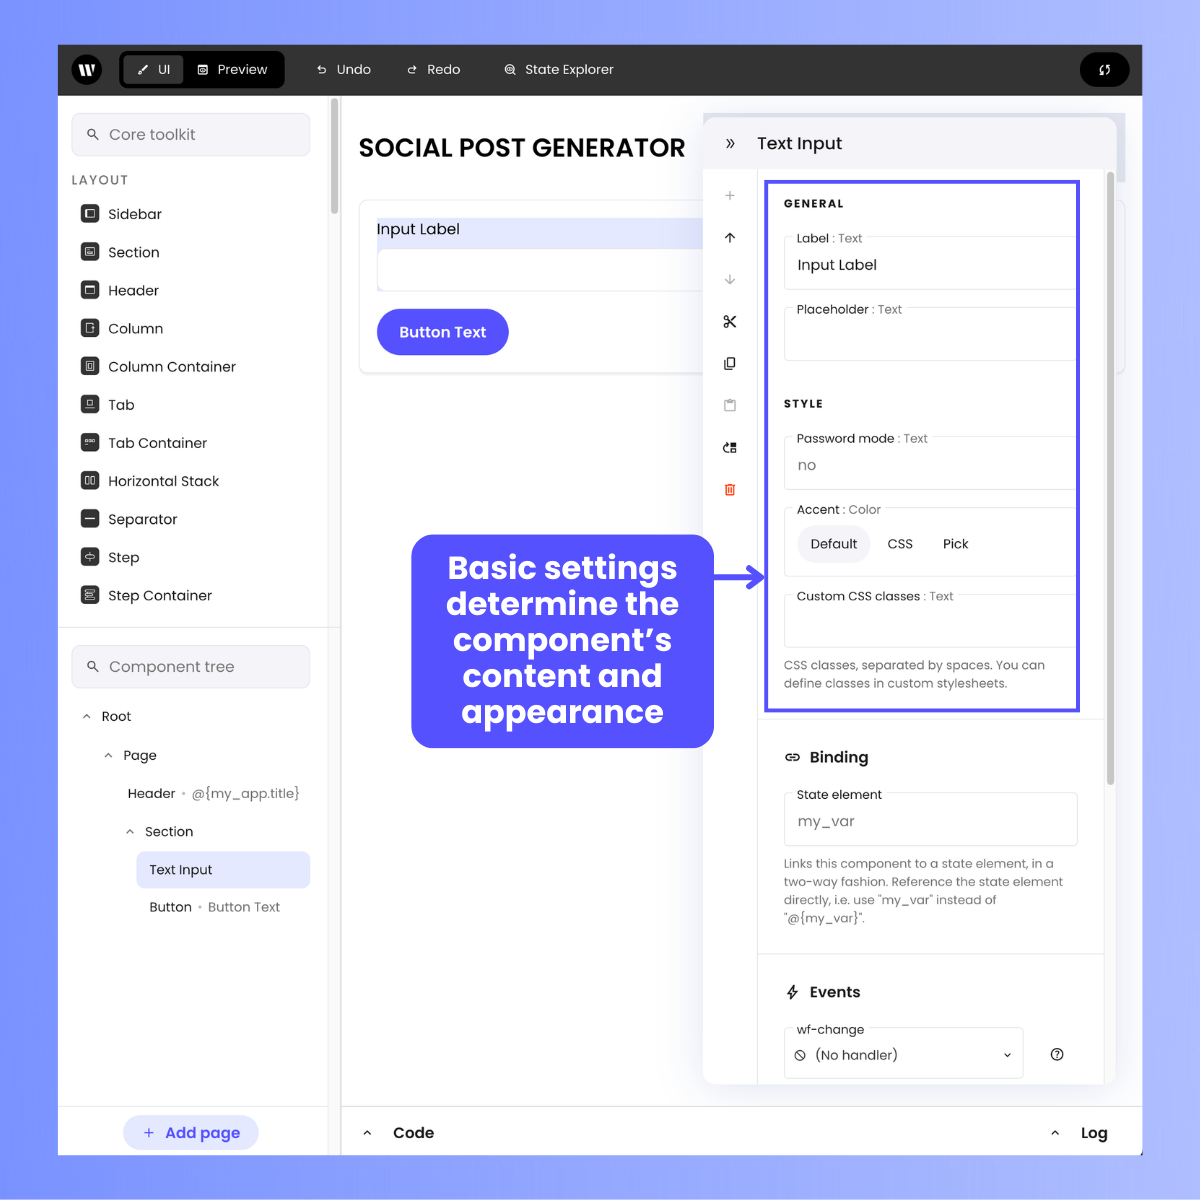 UI
Preview
Undo
Redo
State Explorer
Core toolkit
LAYOUT
Sidebar
Section
Header
Column
Column Container
Tab
Tab Container
Horizontal Stack
Separator
Step
Step Container
Component tree
Root
Page
Header • @{my_app.title}
Section
Text Input
Button • Button Text
+ Add page
SOCIAL POST GENERATOR
Input Label
Button Text
Basic settings
determine the
component’s
content and
appearance
Text Input
GENERAL
Label : Text
Input Label
Placeholder : Text
STYLE
Password mode : Text
no
Accent : Color
Default CSS Pick
Custom CSS classes : Text
CSS classes, separated by spaces. You can
define classes in custom stylesheets.
Binding
State element
my_var
Links this component to a state element, in a
two-way fashion. Reference the state element
directly, i.e. use "my_var" instead of
"@{my_var}".
Events
wf-change
(No handler)
Code
Log